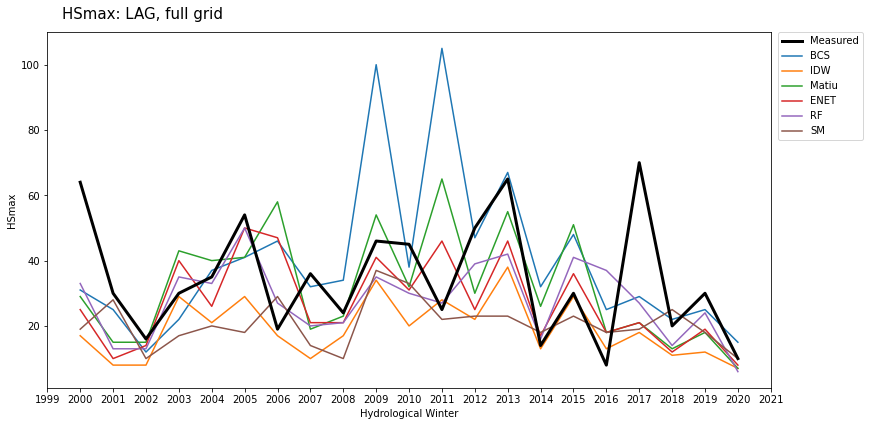 HSmax: LAG, full grid
Measured
BCS
IDW
Matiu
ENET
RF
SM
HSmax
100
80
60
40
20
1999 2000 2001 2002 2003 2004 2005 2006 2007 2008 2009 2010 2011 2012 2013 2014 2015 2016 2017 2018 2019 2020 2021
Hydrological Winter